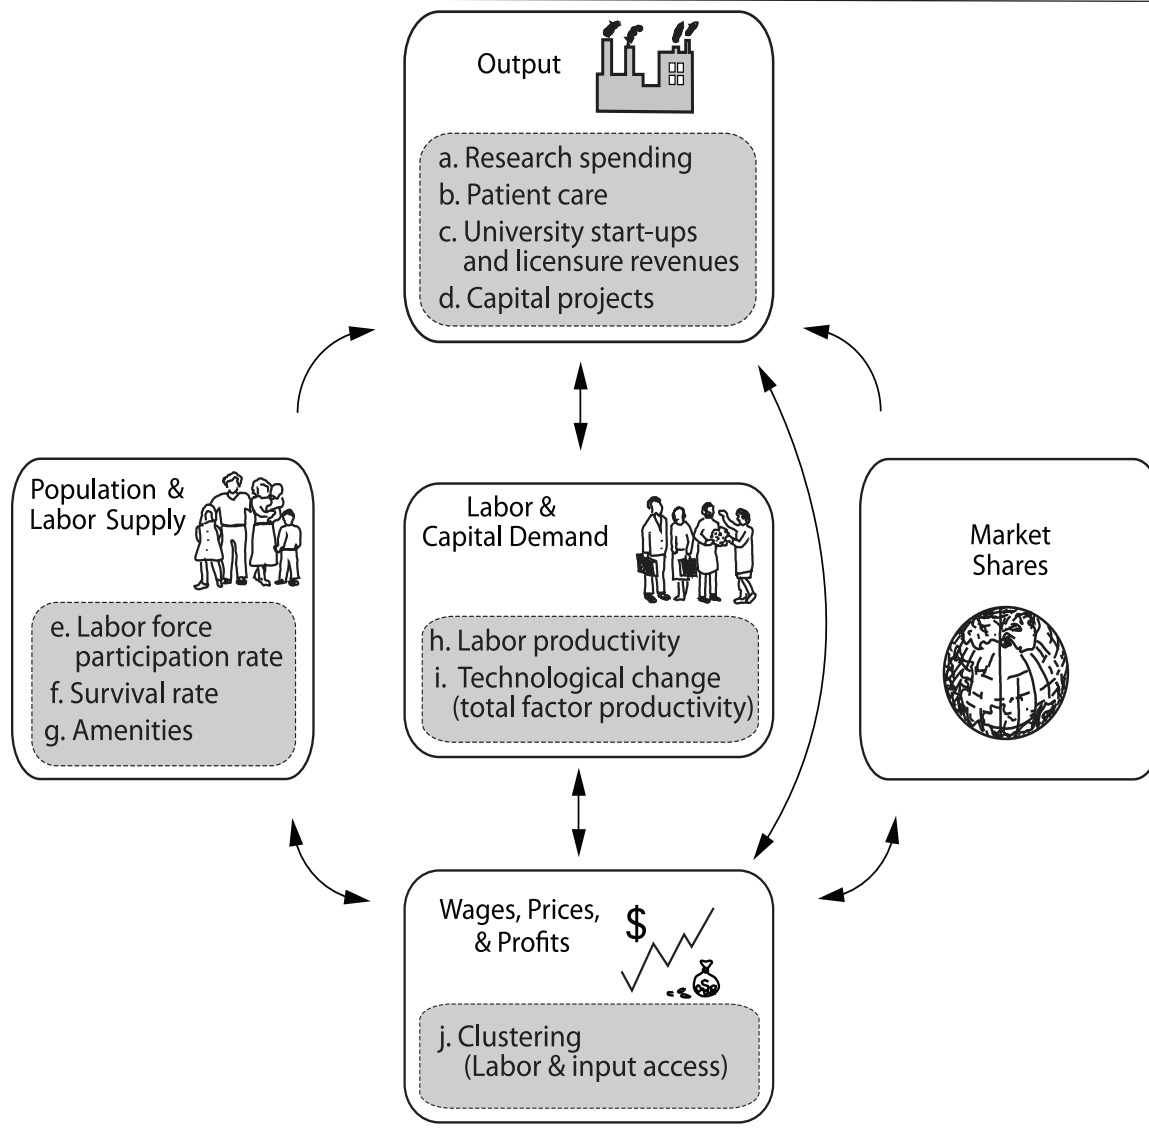 Output
a. Research spending
b. Patient care
c. University start-ups
and licensure revenues
d. Capital projects
Population &
Labor Supply
e. Labor force
participation rate
f. Survival rate
g. Amenities
Labor &
Capital Demand
h. Labor productivity
i. Technological change
(total factor productivity)
Market
Shares
Wages, Prices,
& Profits
$
$
j. Clustering
(Labor & input access)